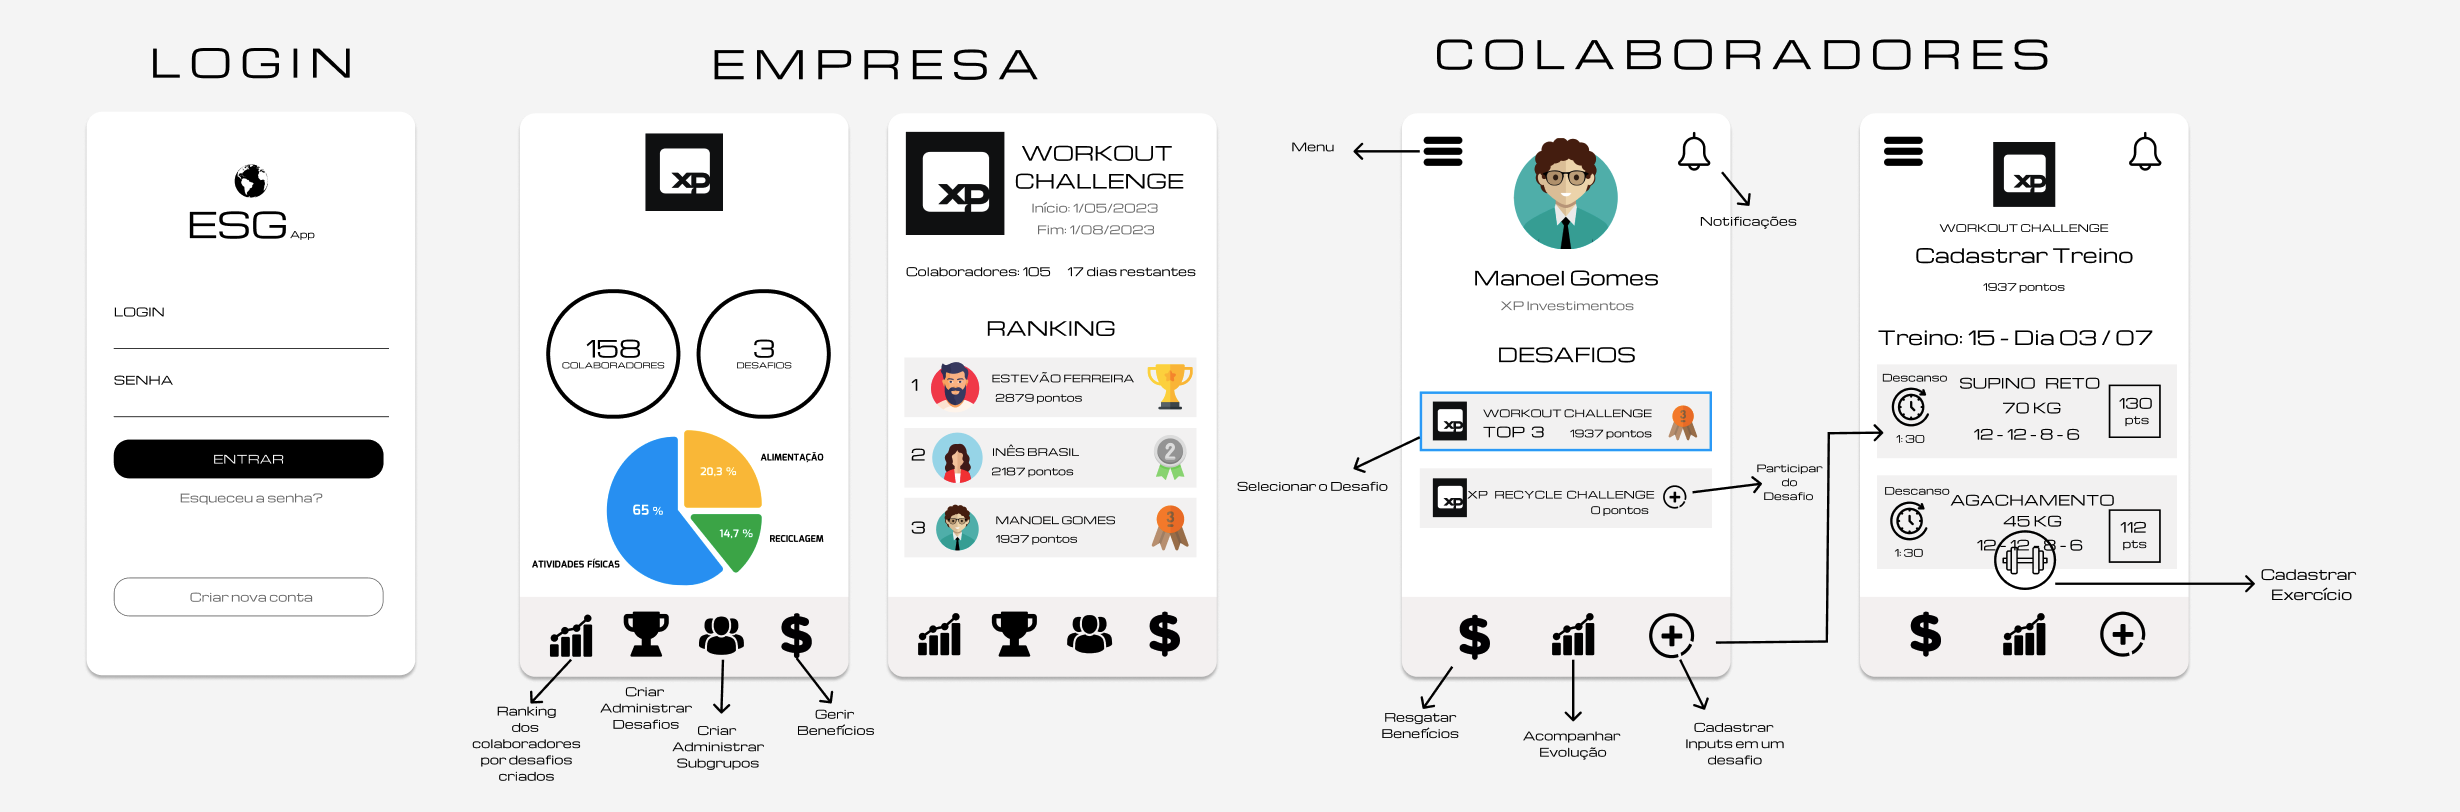 LOGIN
ESG App
LOGIN
SENHA
ENTRAR
Esqueceu a senha?
Criar nova conta
EMPRESA
XP
158
COLABORADORES
3
DESAFIOS
20,3 %
ALIMENTAÇÃO
65 %
14,7 %
RECICLAGEM
ATIVIDADES FÍSICAS
Ranking
dos
colaboradores
por desafios
criados
Criar
Administrar
Desafios
Criar
Administrar
Subgrupos
Gerir
Benefícios
XP
WORKOUT
CHALLENGE
Início: 1/05/2023
Fim: 1/08/2023
Colaboradores: 105 17 dias restantes
RANKING
1 ESTEVÃO FERREIRA
2879 pontos
2 INÊS BRASIL 2
2187 pontos
3 MANOEL GOMES 3
1937 pontos
COLABORADORES
Menu
Notificações
Manoel Gomes
XP Investimentos
DESAFIOS
XP WORKOUT CHALLENGE 3
TOP 3 1937 pontos
Selecionar o Desafio
XP XP RECYCLE CHALLENGE
0 pontos
Participar
do
Desafio
Resgatar
Benefícios
Acompanhar
Evolução
Cadastrar
Inputs em um
desafio
XP
WORKOUT CHALLENGE
Cadastrar Treino
1937 pontos
Treino: 15 - Dia 03 / 07
Descanso SUPINO RETO
70 KG 130
pts
1: 30 12 - 12 - 8 - 6
Descanso AGACHAMENTO
45 KG 112
12 - 12 - 8 - 6 pts
1: 30
Cadastrar
Exercício